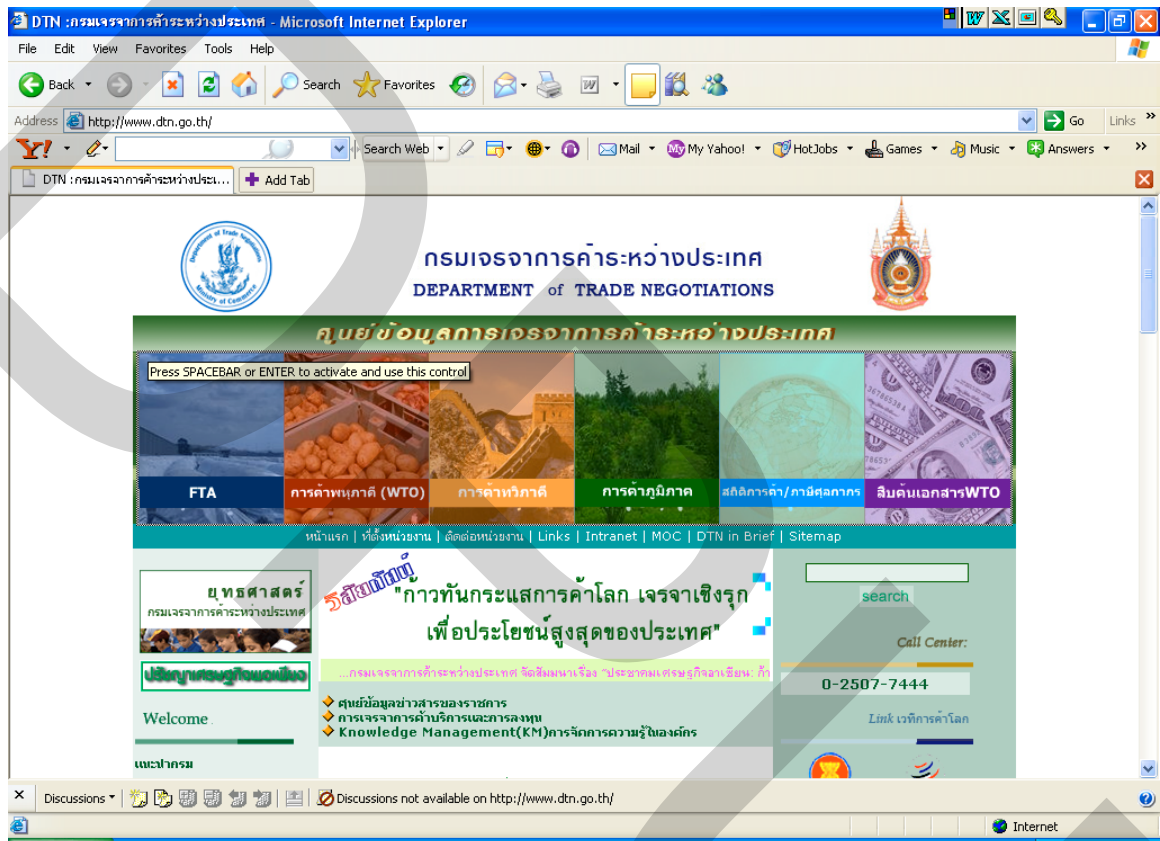 DTN :กรมเจรจาการค้าระหว่างประเทศ - Microsoft Internet Explorer
File Edit View Favorites Tools Help
Back Search Favorites
Address http://www.dtn.go.th/ Go Links »
Y! Search Web Mail My Yahoo! HotJobs Games Music Answers »
DTN :กรมเจรจาการค้าระหว่างประเ... Add Tab
Department of Trade Negotiations
Ministry of Commerce
กรมเจรจาการค้าระหว่างประเทศ
DEPARTMENT of TRADE NEGOTIATIONS
ศูนย์ข้อมูลการเจรจาการค้าระหว่างประเทศ
Press SPACEBAR or ENTER to activate and use this control
FTA การค้าพหุภาคี (WTO) การค้าทวิภาคี การค้าภูมิภาค สถิติการค้า/ภาษีศุลกากร สืบค้นเอกสารWTO
หน้าแรก | ที่ตั้งหน่วยงาน | ติดต่อหน่วยงาน | Links | Intranet | MOC | DTN in Brief | Sitemap
ยุทธศาสตร์
กรมเจรจาการค้าระหว่างประเทศ
ปรัชญาเศรษฐกิจพอเพียง
Welcome
แนะนำกรม
วิสัยทัศน์
"ก้าวทันกระแสการค้าโลก เจรจาเชิงรุก
เพื่อประโยชน์สูงสุดของประเทศ"
...กรมเจรจาการค้าระหว่างประเทศ จัดสัมมนาเรื่อง "ประชาคมเศรษฐกิจอาเซียน: ก้า
ศูนย์ข้อมูลข่าวสารของราชการ
การเจรจาการค้าบริการและการลงทุน
Knowledge Management(KM)การจัดการความรู้ในองค์กร
search
Call Center:
0-2507-7444
Link เวทีการค้าโลก
Discussions Discussions not available on http://www.dtn.go.th/
Internet